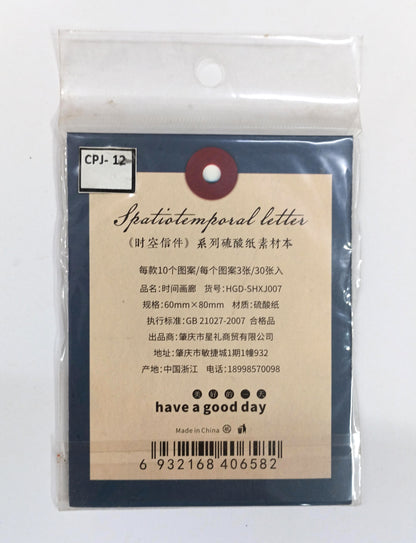 CPJ- 12
Spatiotemporal letter
《时空信件》系列硫酸纸素材本
每款10个图案/每个图案3张/30张入
品名：时间画廊 货号：HGD-SHXJ007
规格：60mm×80mm 材质：硫酸纸
执行标准：GB 21027-2007 合格品
出品商：肇庆市星礼商贸有限公司
地址：肇庆市敏捷城1期1幢932
产地：中国浙江 电话：18998570098
美好的一天
have a good day
Made in China
6 932168 406582